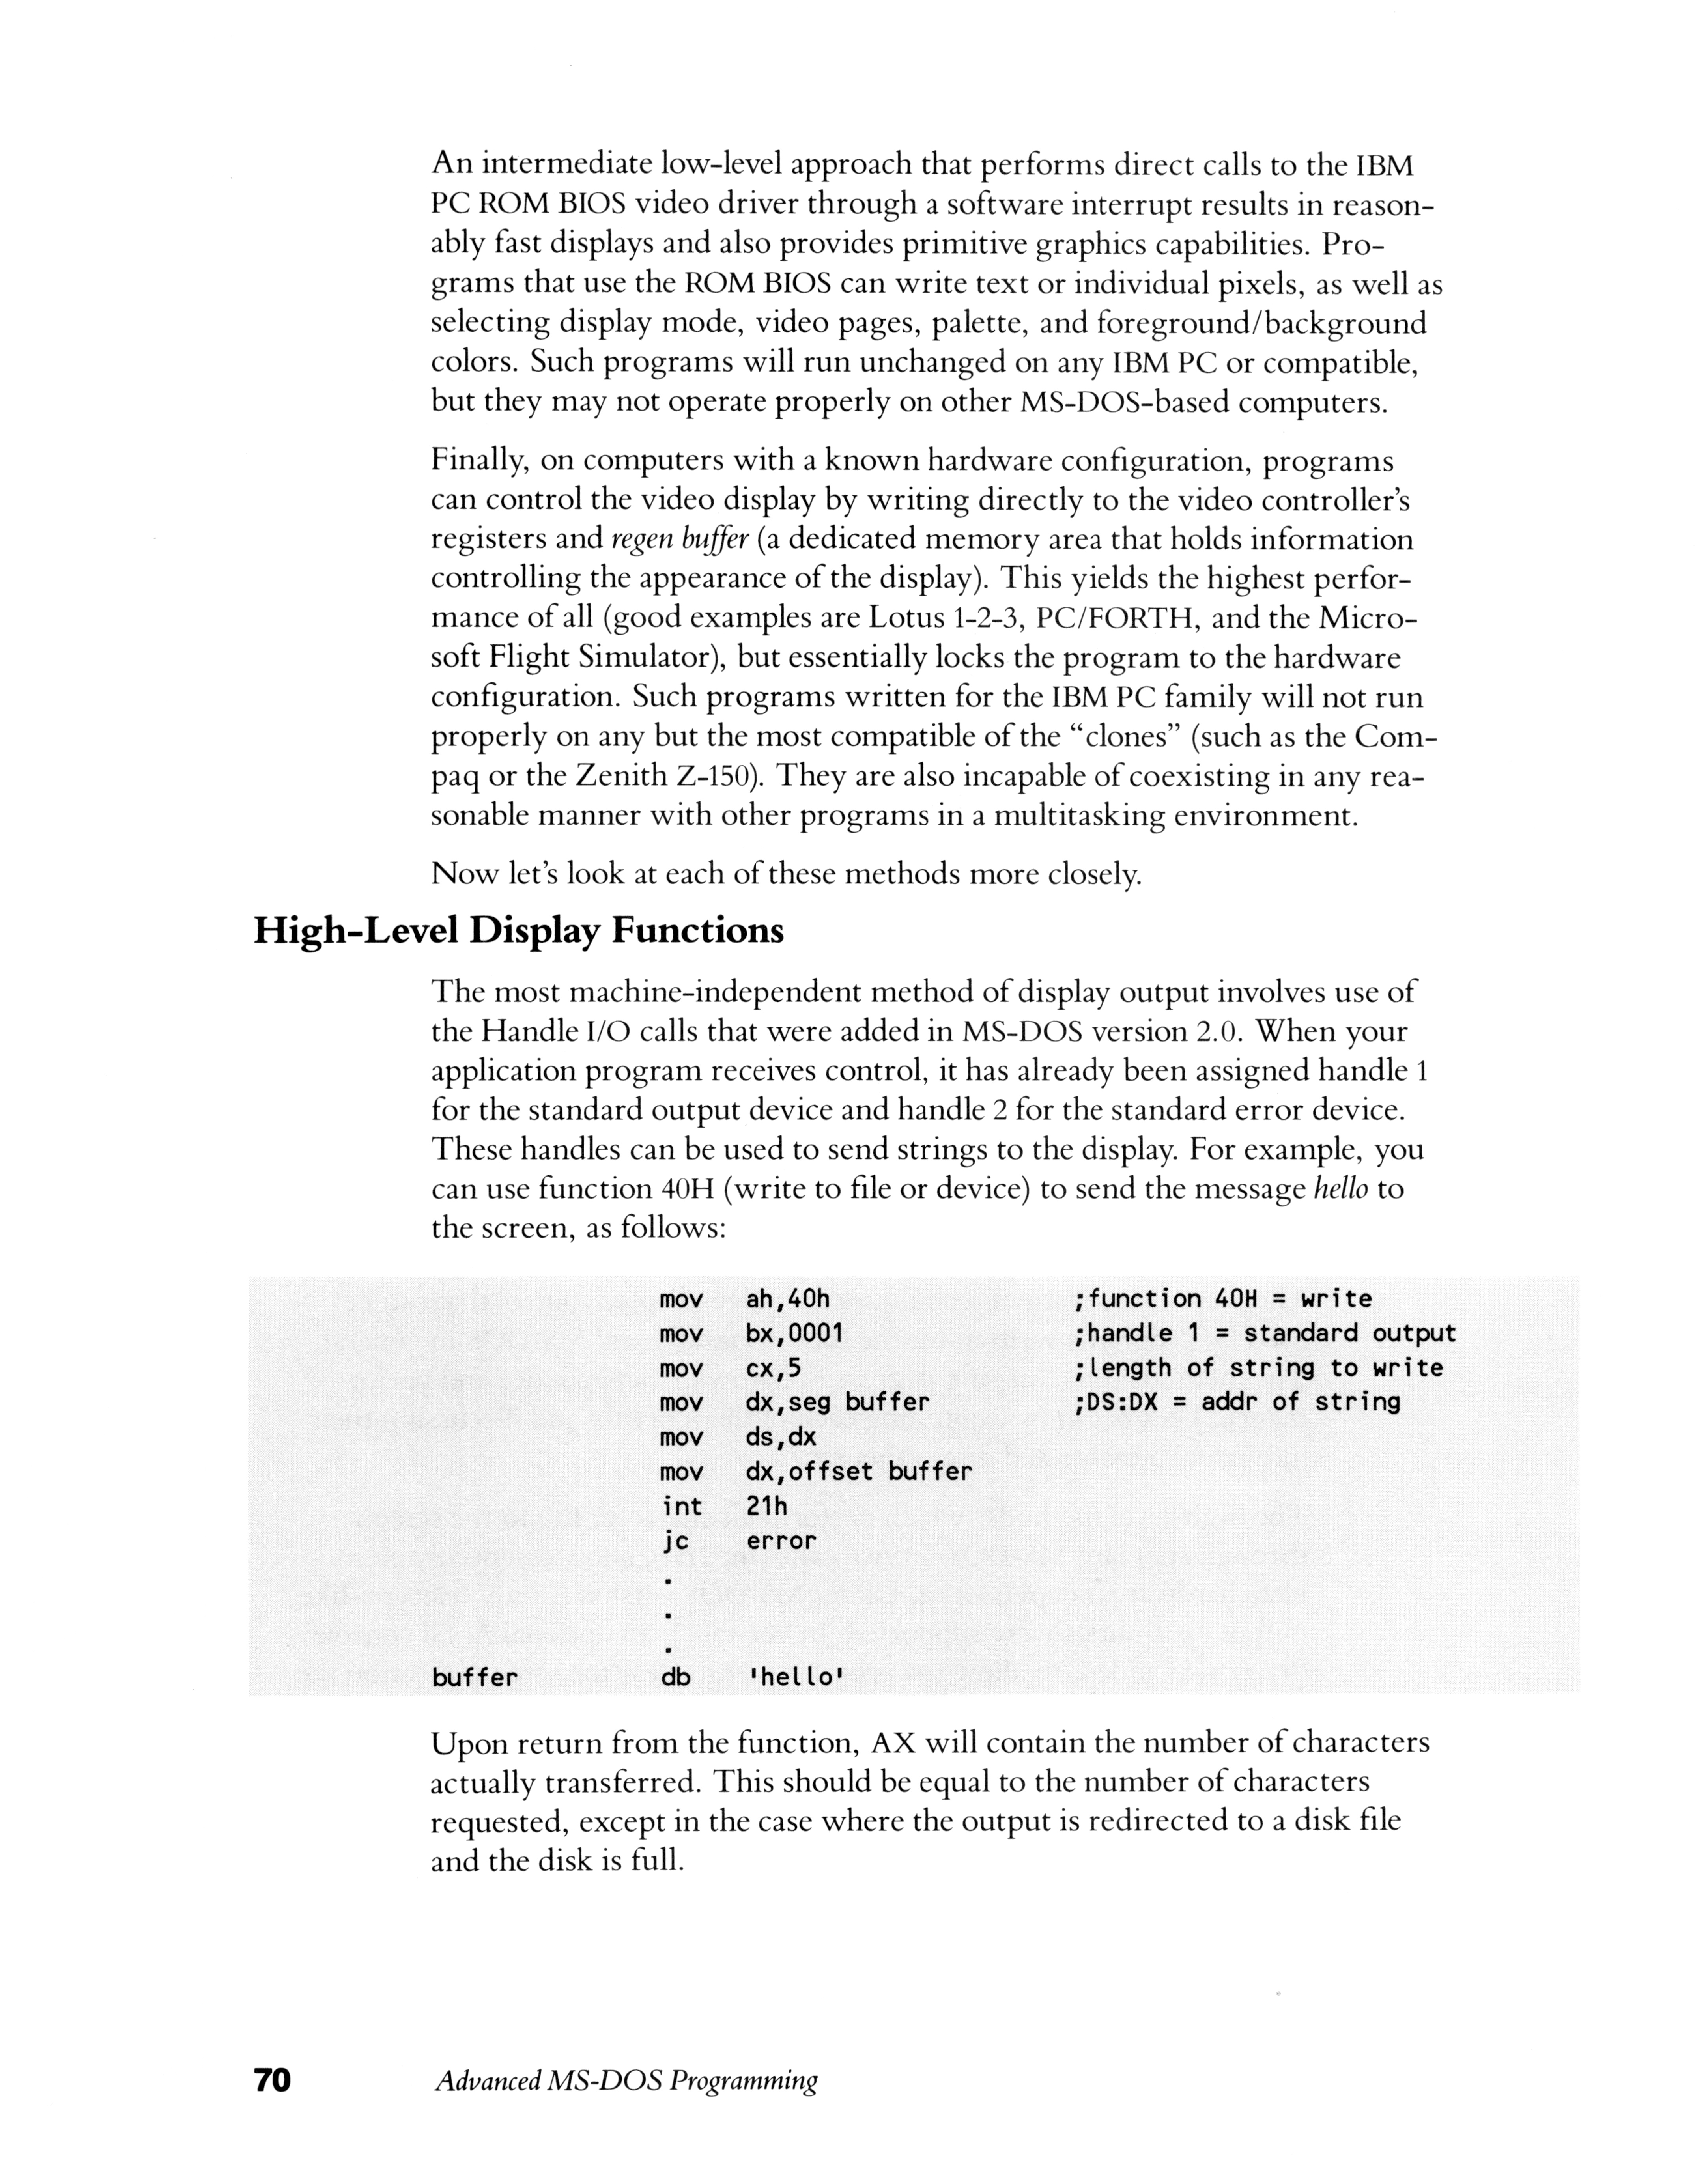 An intermediate low-level approach that performs direct calls to the IBM
PC ROM BIOS video driver through a software interrupt results in reason-
ably fast displays and also provides primitive graphics capabilities. Pro-
grams that use the ROM BIOS can write text or individual pixels, as well as
selecting display mode, video pages, palette, and foreground/background
colors. Such programs will run unchanged on any IBM PC or compatible,
but they may not operate properly on other MS-DOS-based computers.
Finally, on computers with a known hardware configuration, programs
can control the video display by writing directly to the video controller's
registers and regen buffer (a dedicated memory area that holds information
controlling the appearance of the display). This yields the highest perfor-
mance of all (good examples are Lotus 1-2-3, PC/FORTH, and the Micro-
soft Flight Simulator), but essentially locks the program to the hardware
configuration. Such programs written for the IBM PC family will not run
properly on any but the most compatible of the “clones” (such as the Com-
paq or the Zenith Z-150). They are also incapable of coexisting in any rea-
sonable manner with other programs in a multitasking environment.
Now let's look at each of these methods more closely.
High-Level Display Functions
The most machine-independent method of display output involves use of
the Handle I/O calls that were added in MS-DOS version 2.0. When your
application program receives control, it has already been assigned handle 1
for the standard output device and handle 2 for the standard error device.
These handles can be used to send strings to the display. For example, you
can use function 40H (write to file or device) to send the message hello to
the screen, as follows:
mov ah,40h ;function 40H = write
mov bx,0001 ;handle 1 = standard output
mov cx,5 ;length of string to write
mov dx,seg buffer ;DS:DX = addr of string
mov ds,dx
mov dx,offset buffer
int 21h
jc error
.
.
.
buffer db 'hello'
Upon return from the function, AX will contain the number of characters
actually transferred. This should be equal to the number of characters
requested, except in the case where the output is redirected to a disk file
and the disk is full.
70 Advanced MS-DOS Programming